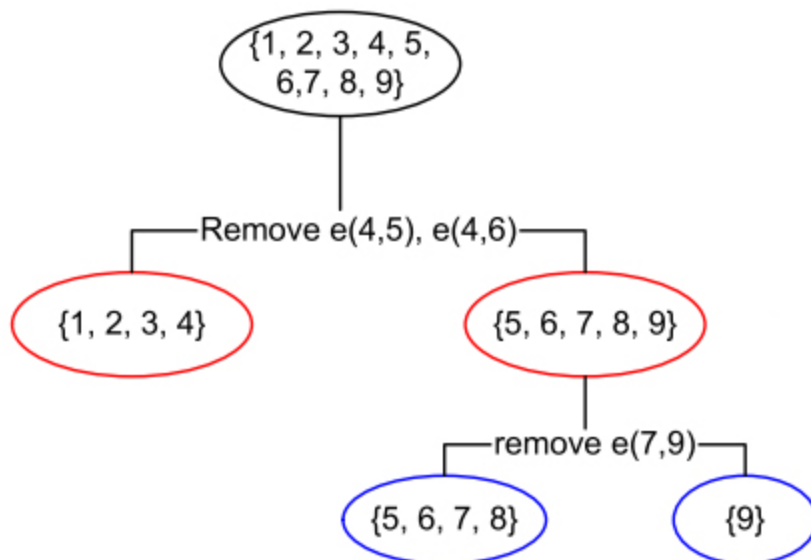 {1, 2, 3, 4, 5,
6,7, 8, 9}
Remove e(4,5), e(4,6)
{1, 2, 3, 4}
{5, 6, 7, 8, 9}
remove e(7,9)
{5, 6, 7, 8}
{9}